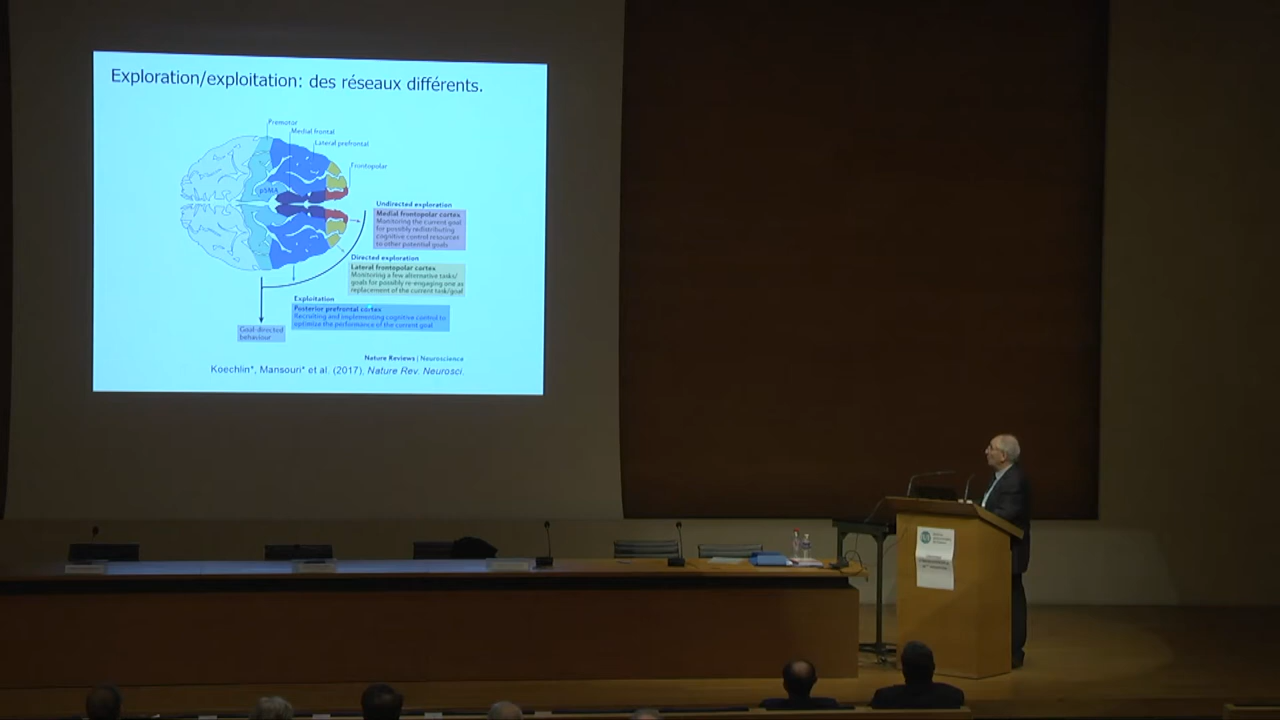 Exploration/exploitation: des réseaux différents.
Premotor
Medial frontal
Lateral prefrontal
Frontopolar
pSMA
Undirected exploration
Medial frontopolar cortex
Monitoring the current goal
for possibly redistributing
cognitive control resources
to other potential goals
Directed exploration
Lateral frontopolar cortex
Monitoring a few alternative tasks/
goals for possibly re-engaging one as
replacement of the current task/goal
Exploitation
Posterior prefrontal cortex
Recruiting and implementing cognitive control to
optimize the performance of the current goal
Goal-directed
behaviour
Nature Reviews | Neuroscience
Koechlin*, Mansouri* et al. (2017), Nature Rev. Neurosci.